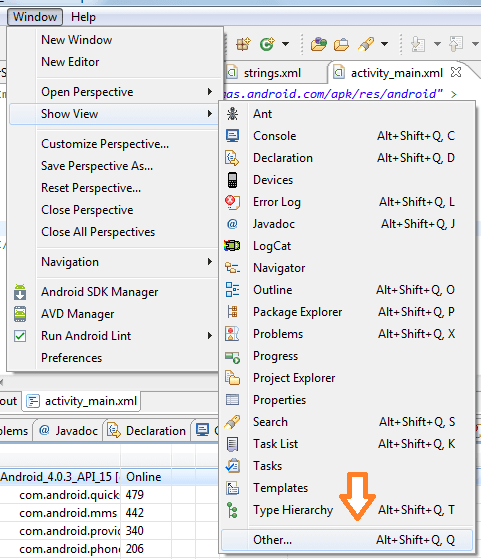 Window Help
New Window
New Editor
Open Perspective
Show View
Customize Perspective...
Save Perspective As...
Reset Perspective...
Close Perspective
Close All Perspectives
Navigation
Android SDK Manager
AVD Manager
Run Android Lint
Preferences
strings.xml activity_main.xml
gas.android.com/apk/res/android" >
Ant
Console Alt+Shift+Q, C
Declaration Alt+Shift+Q, D
Devices
Error Log Alt+Shift+Q, L
Javadoc Alt+Shift+Q, J
LogCat
Navigator
Outline Alt+Shift+Q, O
Package Explorer Alt+Shift+Q, P
Problems Alt+Shift+Q, X
Progress
Project Explorer
Properties
Search Alt+Shift+Q, S
Task List Alt+Shift+Q, K
Tasks
Templates
Type Hierarchy Alt+Shift+Q, T
Other... Alt+Shift+Q, Q
out activity_main.xml
blems Javadoc Declaration C
Android_4.0.3_API_15 [ Online
com.android.quick 479
com.android.mms 442
com.android.provi 340
com.android.phon 206